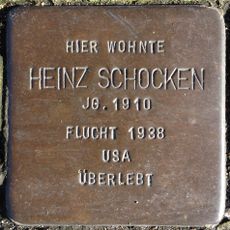 HIER WOHNTE
HEINZ SCHOCKEN
JG. 1910
FLUCHT 1938
USA
ÜBERLEBT